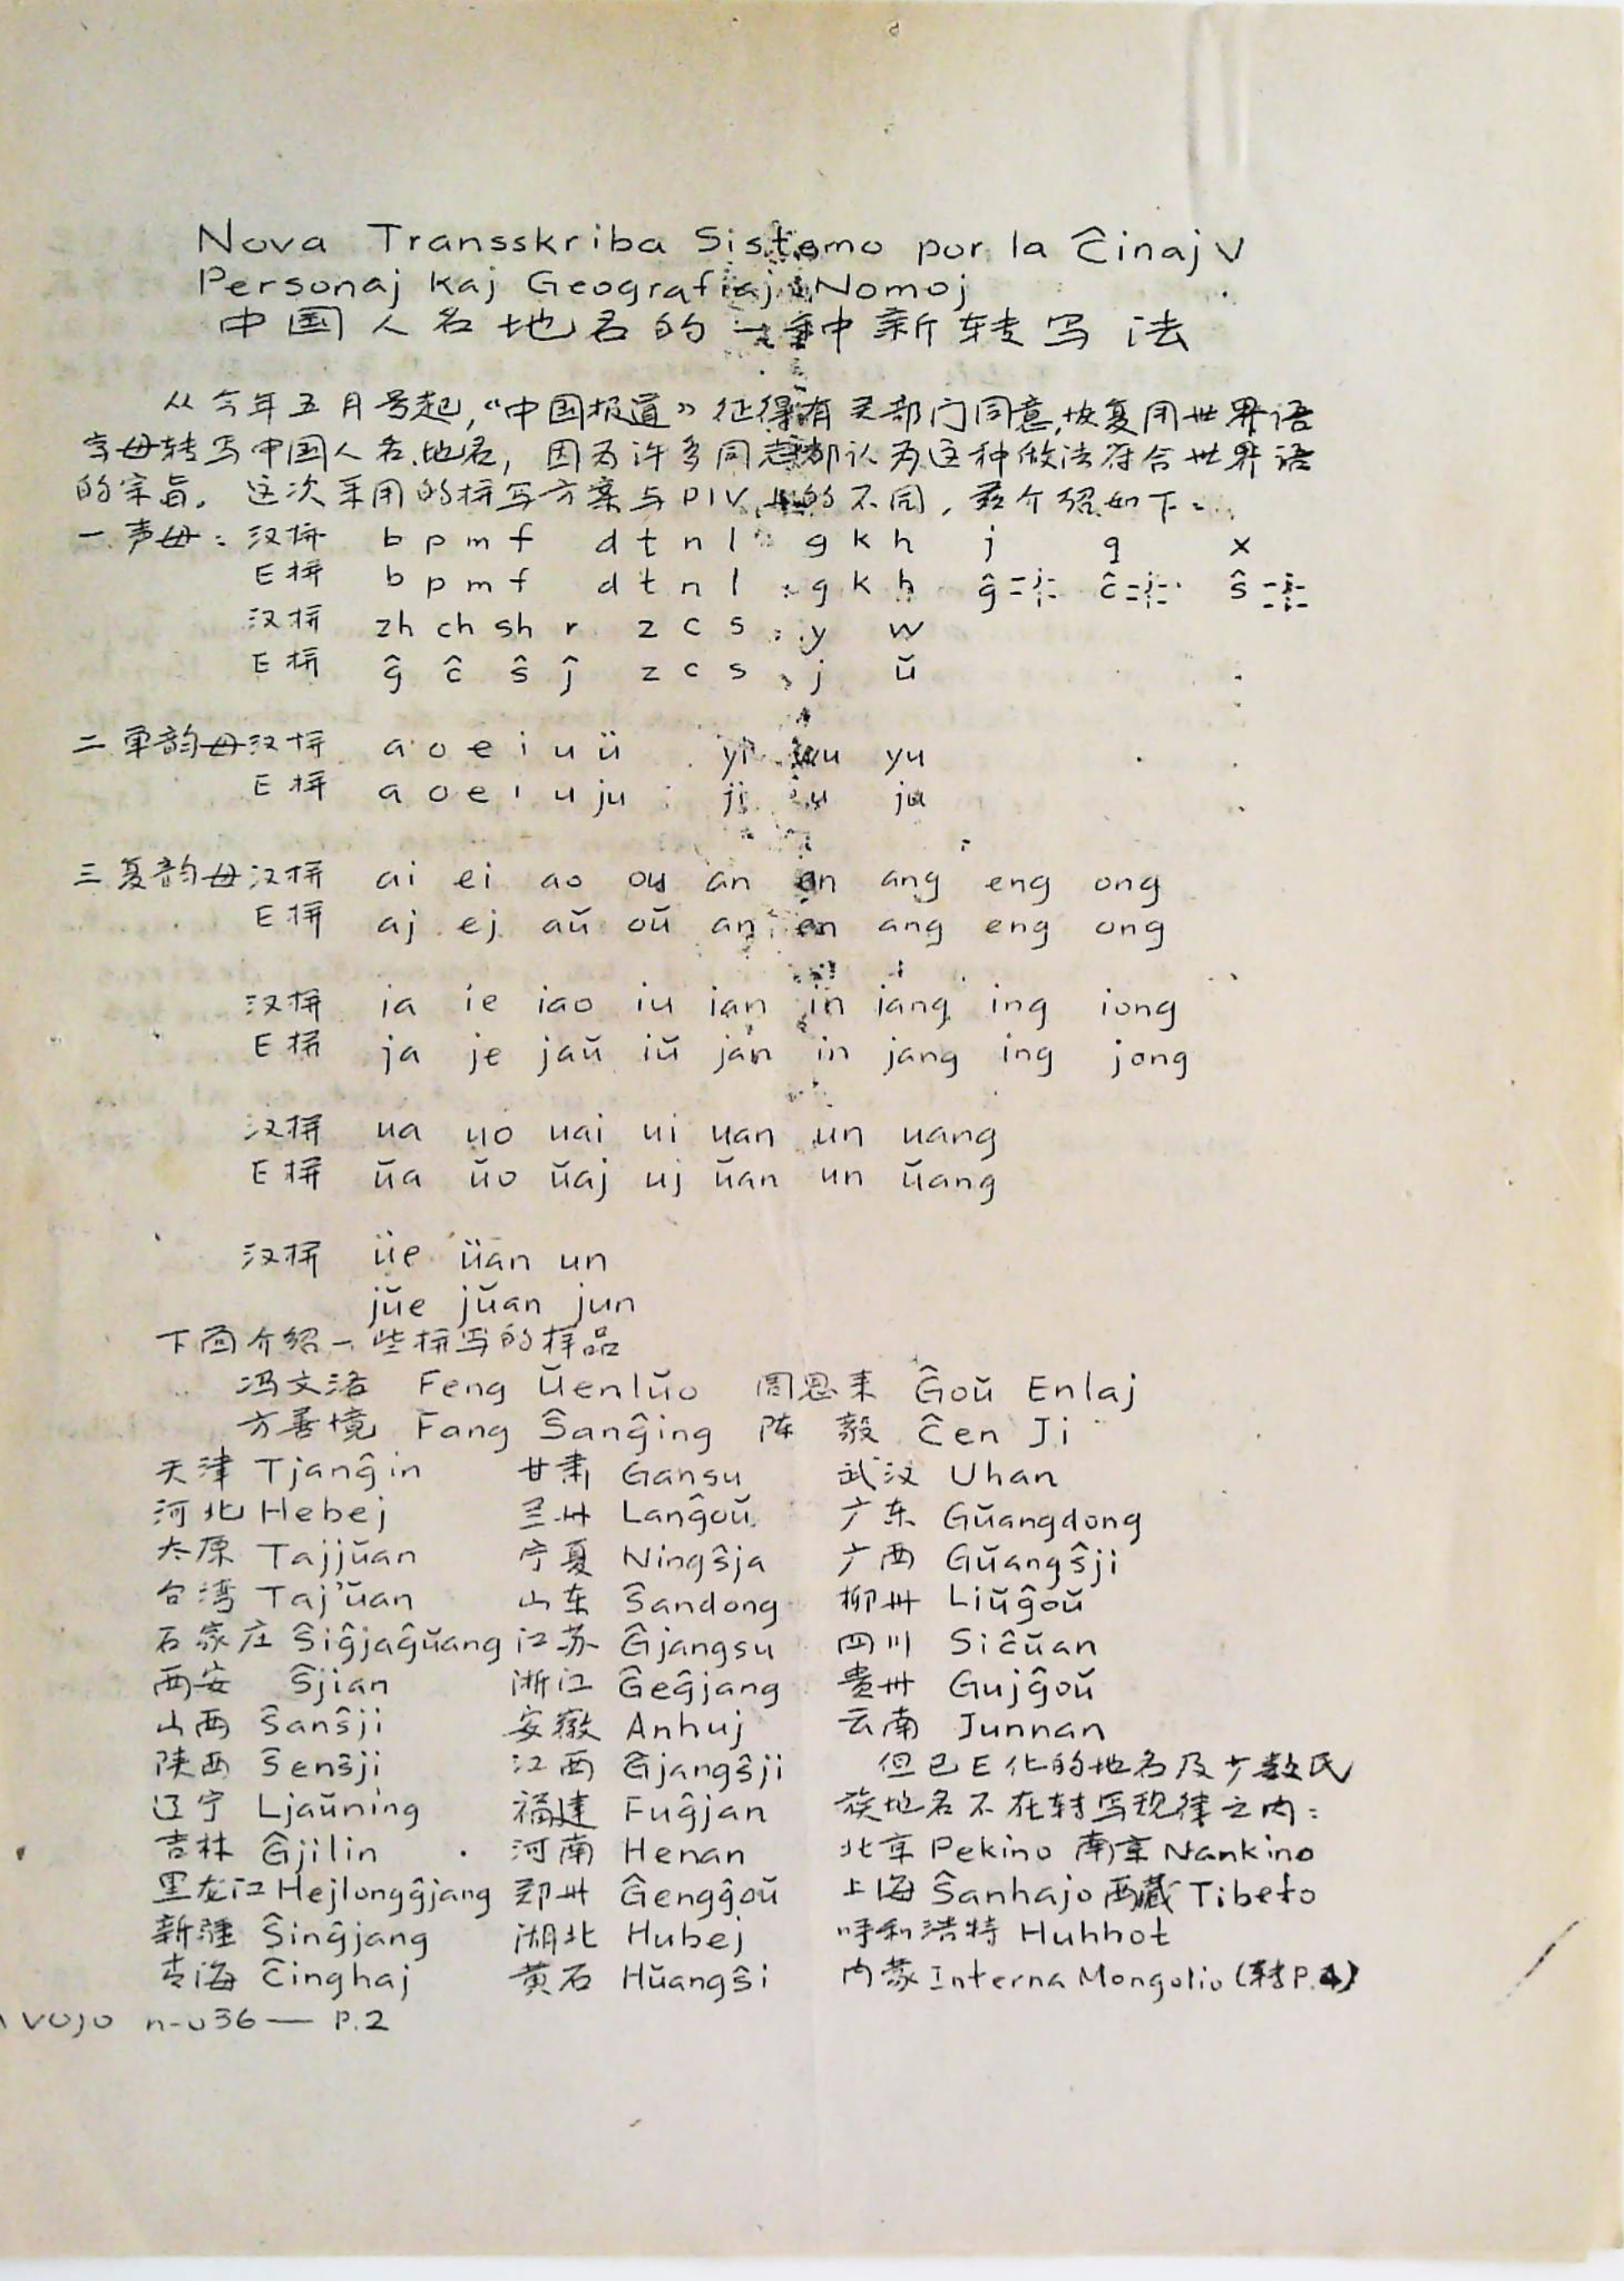 Nova Transskriba Sistemo por la Ĉinaj V
Personaj kaj Geografiaj Nomoj
中国人名地名的一种新转写法
从今年五月号起,“中国报道”征得有关部门同意,恢复用世界语
字母转写中国人名、地名, 因为许多同志都认为这种做法符合世界语
的宗旨。这次采用的拼写方案与PIV上的不同, 兹介绍如下:
一.声母: 汉拼 b p m f d t n l g k h j q x
E拼 b p m f d t n l g k h ĝ ĉ ŝ
汉拼 zh ch sh r z c s y w
E拼 ĝ ĉ ŝ ĵ z c s j ŭ
二.单韵母 汉拼 a o e i u ü yi wu yu
E拼 a o e i u ju ji u ju
三.复韵母 汉拼 ai ei ao ou an en ang eng ong
E拼 aj ej aŭ oŭ an en ang eng ong
汉拼 ia ie iao iu ian in iang ing iong
E拼 ja je jaŭ iŭ jan in jang ing jong
汉拼 ua uo uai ui uan un uang
E拼 ŭa ŭo ŭaj uj ŭan un ŭang
汉拼 üe üan un
jŭe jŭan jun
下面介绍一些拼写的样品
冯文洛 Feng Ŭenlŭo 周恩来 Ĝoŭ Enlaj
方善境 Fang Ŝanĝing 陈 毅 Ĉen Ji
天津 Tjanĝin 甘肃 Gansu 武汉 Uhan
河北 Hebej 兰州 Lanĝoŭ 广东 Gŭangdong
太原 Tajjŭan 宁夏 Ningŝja 广西 Gŭangŝji
台湾 Taj'ŭan 山东 Ŝandong 柳州 Liŭĝoŭ
石家庄 Ŝiĝjaĝŭang 江苏 Ĝjangsu 四川 Siĉŭan
西安 Ŝjian 浙江 Ĝeĝjang 贵州 Gujĝoŭ
山西 Ŝanŝji 安徽 Anhuj 云南 Junnan
陕西 Ŝenŝji 江西 Ĝjangŝji 但已E化的地名及少数民
辽宁 Ljaŭning 福建 Fuĝjan 族地名不在转写规律之内:
吉林 Ĝjilin 河南 Henan 北京 Pekino 南京 Nankino
黑龙江 Hejlongĝjang 郑州 Ĝengĝoŭ 上海 Ŝanhajo 西藏 Tibeto
新疆 Ŝinĝjang 湖北 Hubej 呼和浩特 Huhhot
青海 Ĉinghaj 黄石 Hŭangŝi 内蒙 Interna Mongolio (转P.4)
VOJO n-036 — P.2